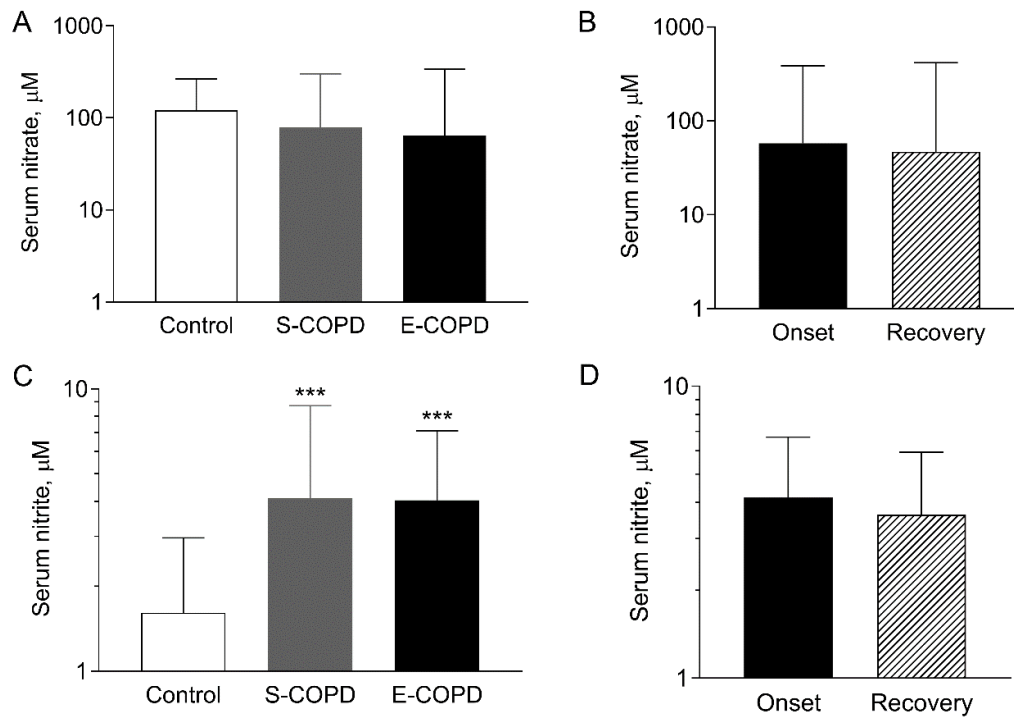 A
Serum nitrate, μM
1000
100
10
1
Control
S-COPD
E-COPD
B
Serum nitrate, μM
1000
100
10
1
Onset
Recovery
C
Serum nitrite, μM
10
1
***
***
Control
S-COPD
E-COPD
D
Serum nitrite, μM
10
1
Onset
Recovery